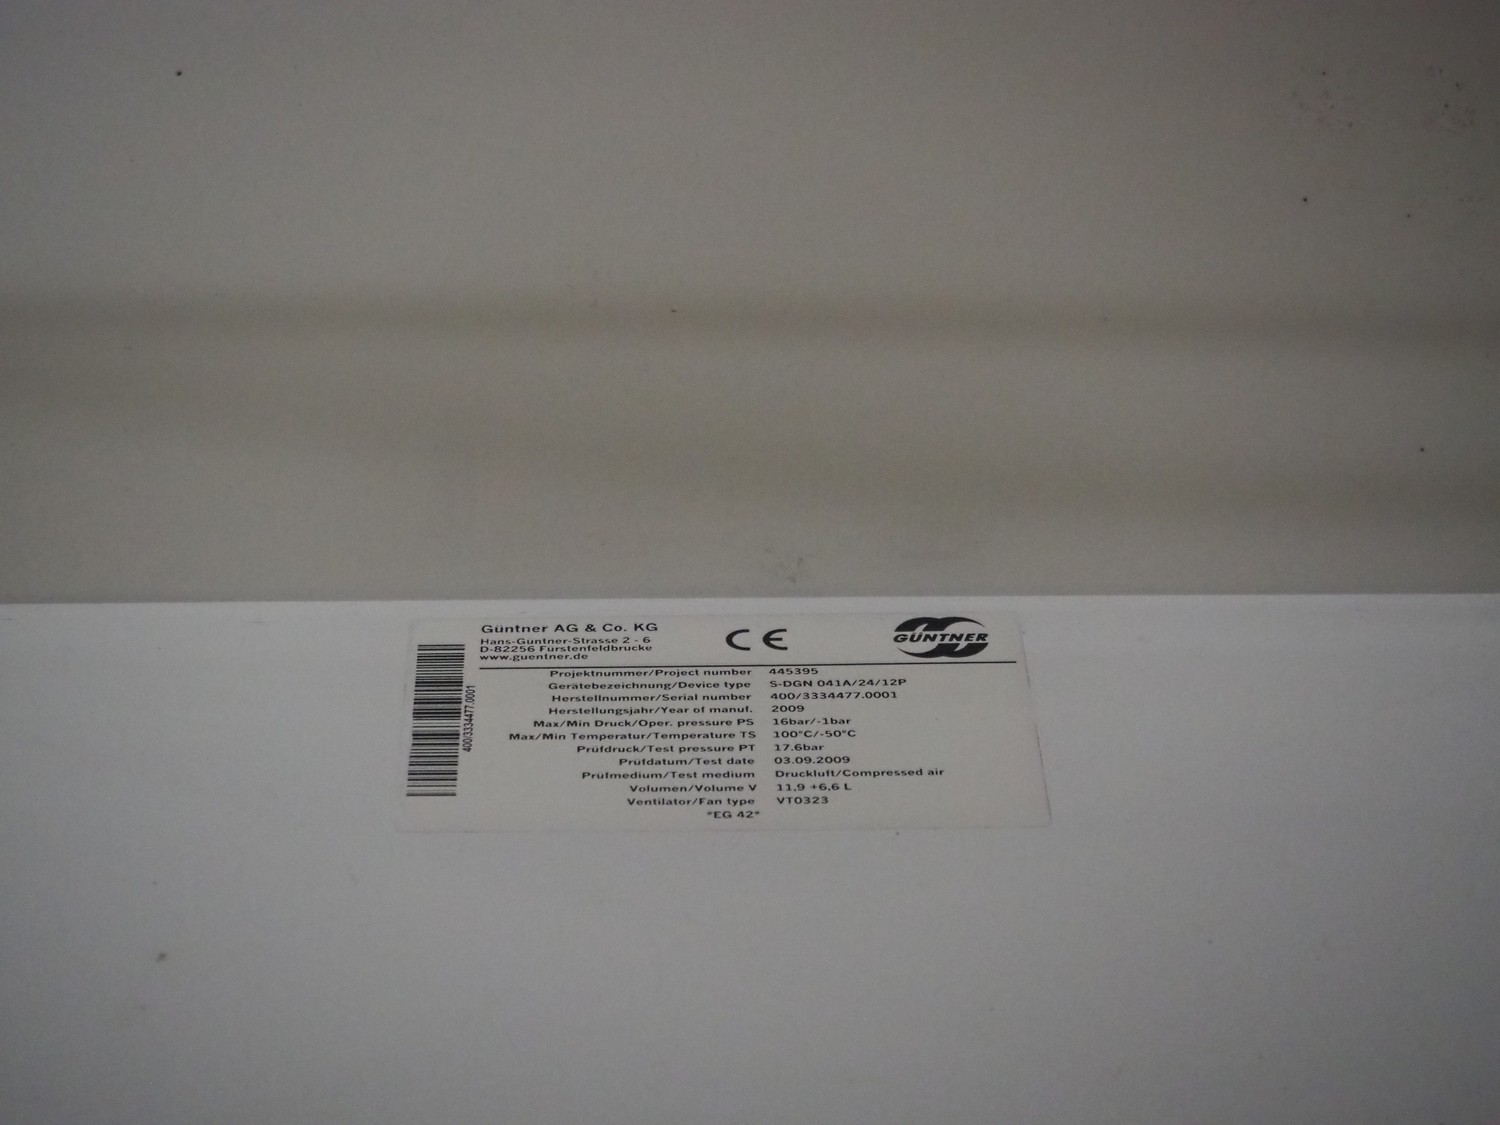 Güntner AG & Co. KG
Hans-Guntner-Strasse 2 - 6
D-82256 Furstenfeldbrucke
www.guentner.de
CE
GÜNTNER
400/3334477.0001
Projektnummer/Project number 445395
Gerätebezeichnung/Device type S-DGN 041A/24/12P
Herstellnummer/Serial number 400/3334477.0001
Herstellungsjahr/Year of manuf. 2009
Max/Min Druck/Oper. pressure PS 16bar/-1bar
Max/Min Temperatur/Temperature TS 100°C/-50°C
Prüfdruck/Test pressure PT 17.6bar
Prüfdatum/Test date 03.09.2009
Prüfmedium/Test medium Druckluft/Compressed air
Volumen/Volume V 11,9 +6,6 L
Ventilator/Fan type VT0323
"EG 42"